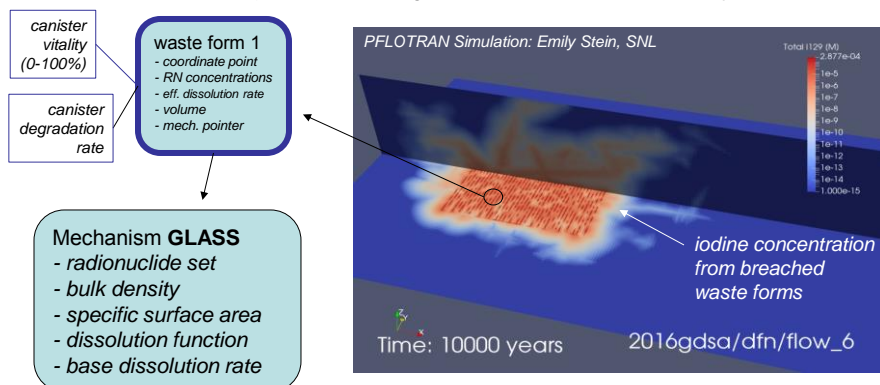 canister
vitality
(0-100%)
canister
degradation
rate
waste form 1
- coordinate point
- RN concentrations
- eff. dissolution rate
- volume
- mech. pointer
Mechanism GLASS
- radionuclide set
- bulk density
- specific surface area
- dissolution function
- base dissolution rate
PFLOTRAN Simulation: Emily Stein, SNL
Total I129 (M)
2.877e-04
1e-5
1e-6
1e-7
1e-8
1e-9
1e-10
1e-11
1e-12
1e-13
1e-14
1.000e-15
iodine concentration
from breached
waste forms
Z
Y
X
Time: 10000 years
2016gdsa/dfn/flow_6